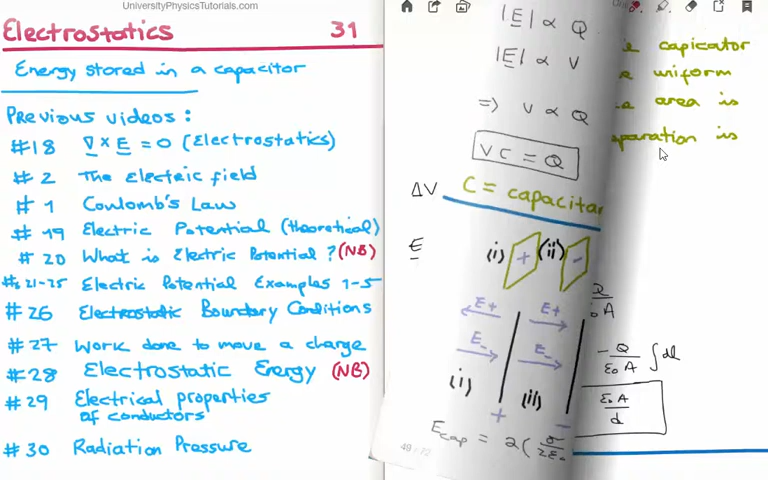 UniversityPhysicsTutorials.com
Electrostatics 31
Energy stored in a capacitor
Previous videos:
#18 ∇ × E = 0 (Electrostatics)
#2 The Electric field
#1 Coulomb's Law
#19 Electric Potential (theoretical)
#20 What is Electric Potential? (NB)
#s 21-25 Electric Potential Examples 1-5
#26 Electrostatic Boundary Conditions
#27 Work done to move a charge
#28 Electrostatic Energy (NB)
#29 Electrical properties of conductors
#30 Radiation Pressure
|E| ∝ Q
|E| ∝ V
=> V ∝ Q
VC = Q
ΔV C = capacitan
E
(i) + (ii) -
E+ E+
E- E-
(i) (ii)
+ -
Ecap = 2(σ/2ε₀
49 / 72
capicator
uniform
area is
paration is
-Q/ε₀A ∫dl
ε₀A/d